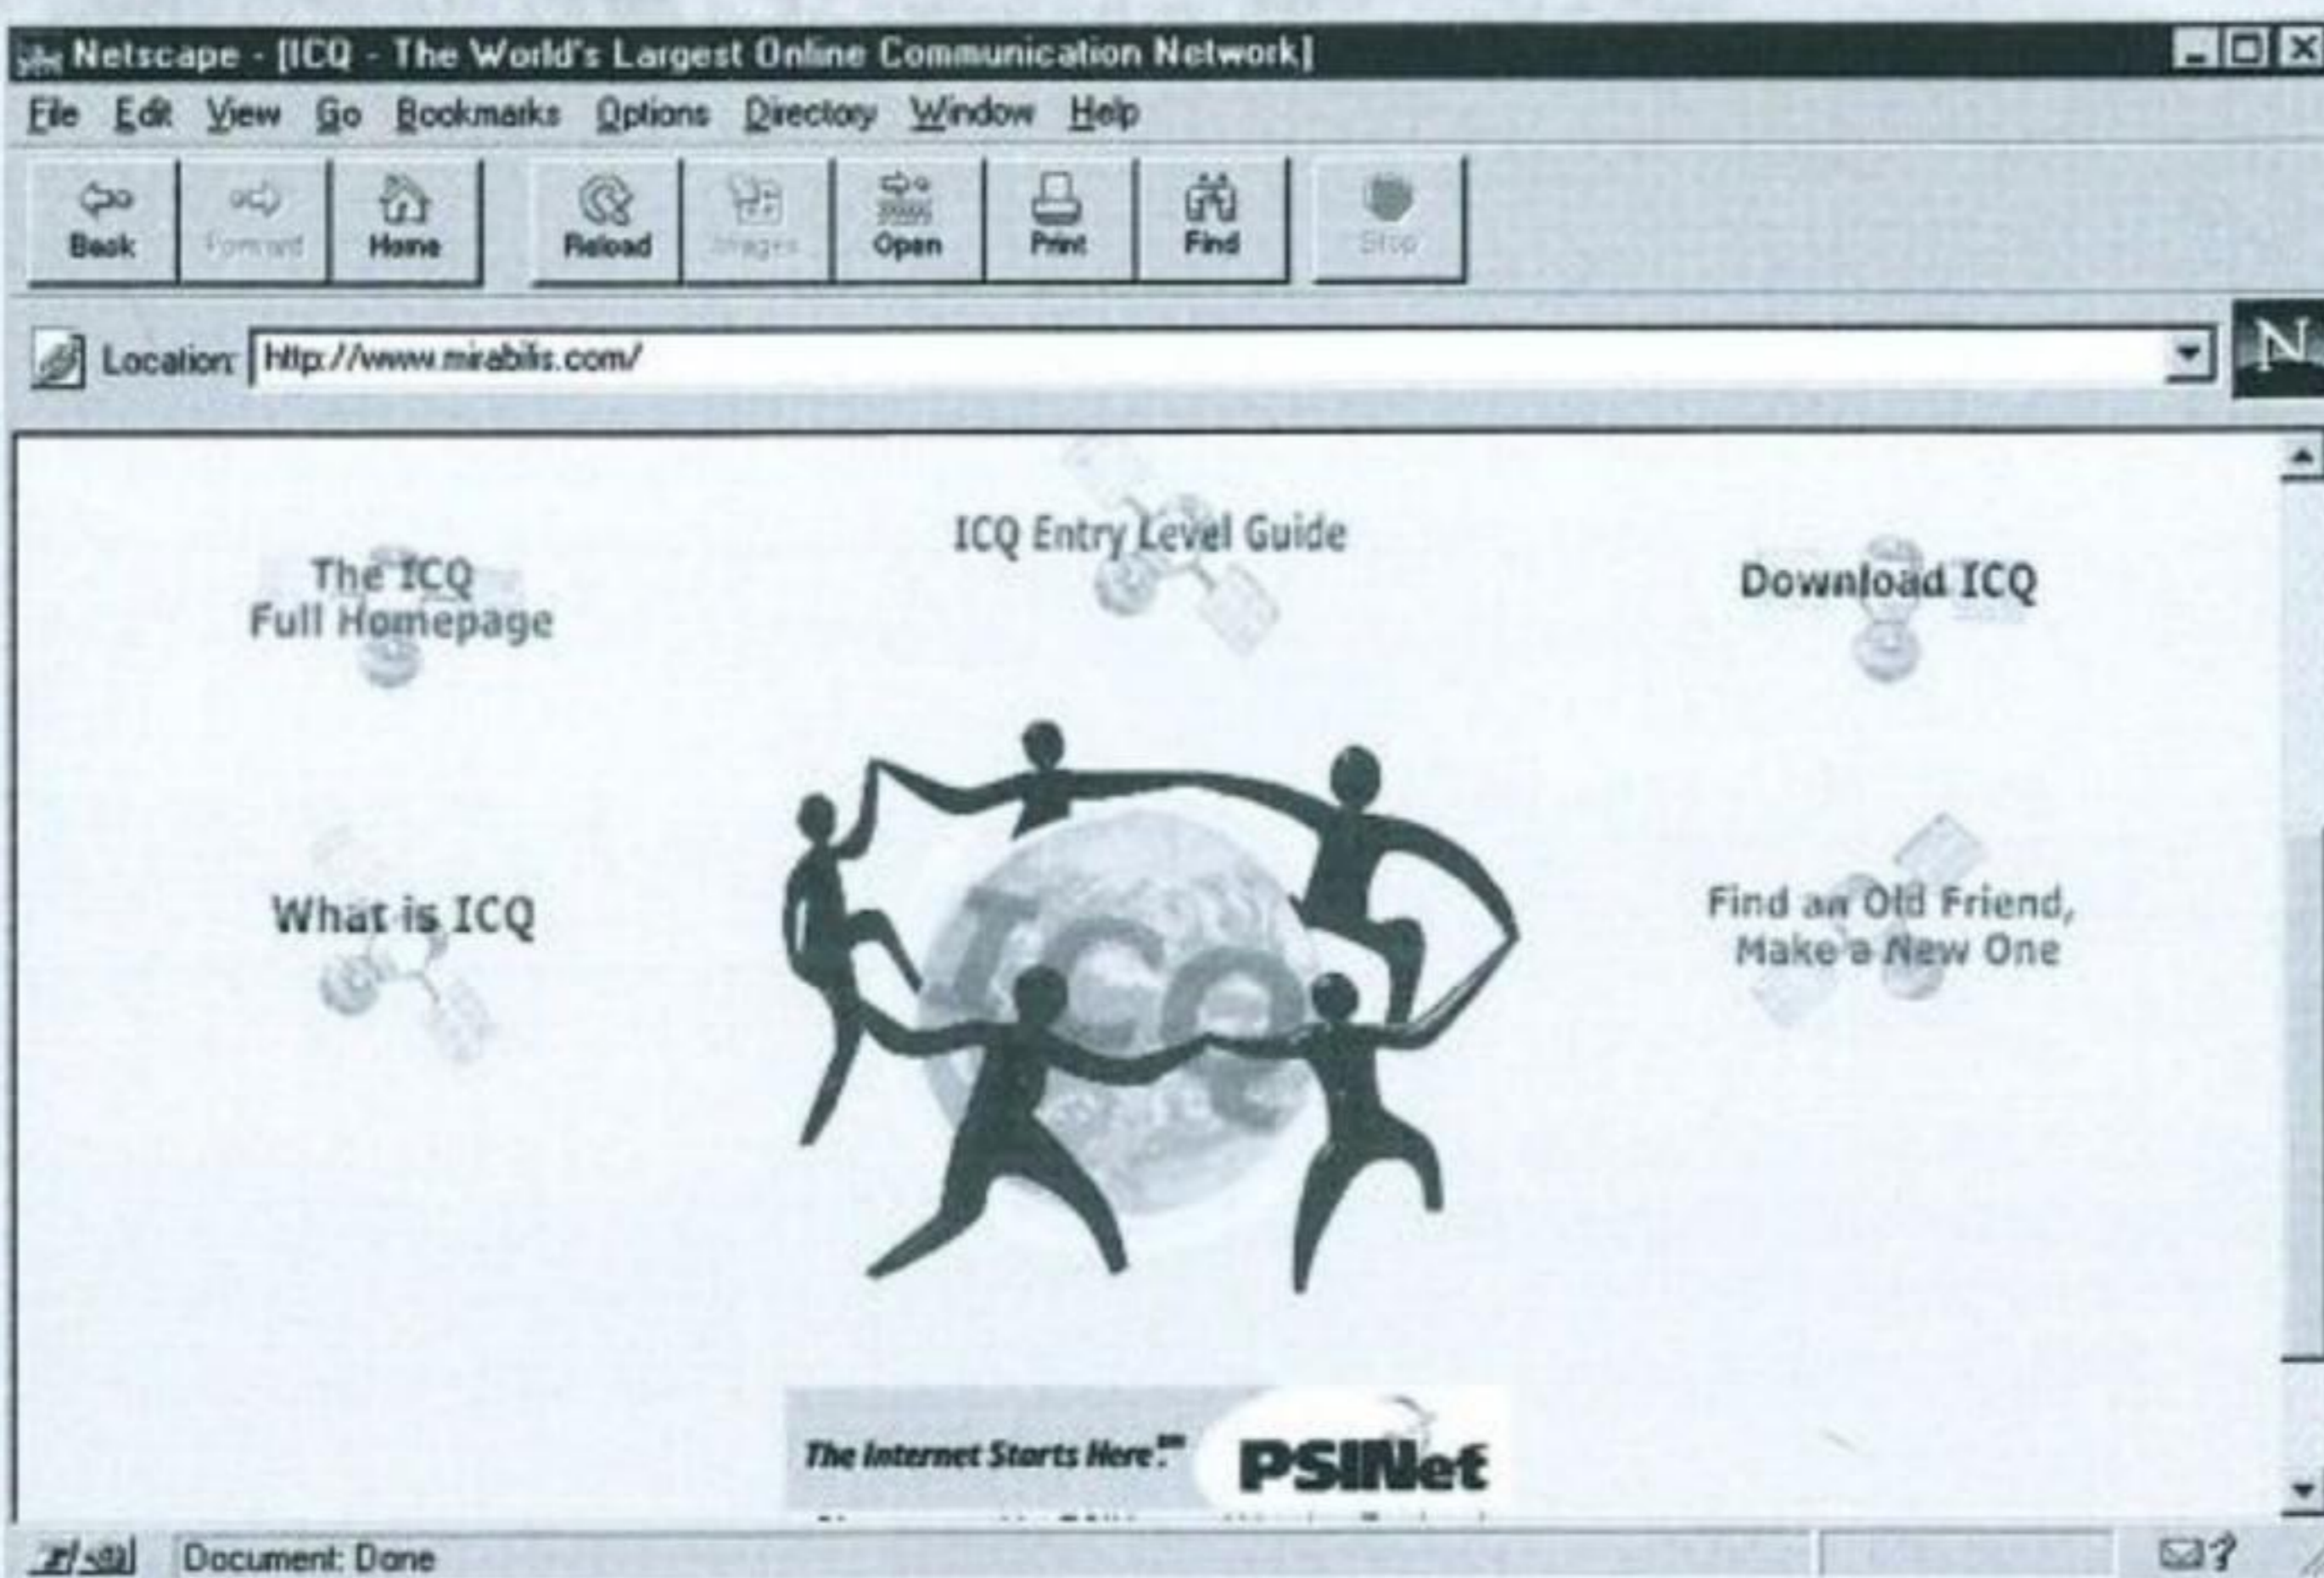 Netscape - [ICQ - The World's Largest Online Communication Network]
File Edit View Go Bookmarks Options Directory Window Help
Back Forward Home Reload Images Open Print Find Stop
Location: http://www.mirabilis.com/
N
ICQ Entry Level Guide
The ICQ
Full Homepage
Download ICQ
What is ICQ
Find an Old Friend,
Make a New One
ICQ
The Internet Starts Here.℠
PSINet
Document: Done